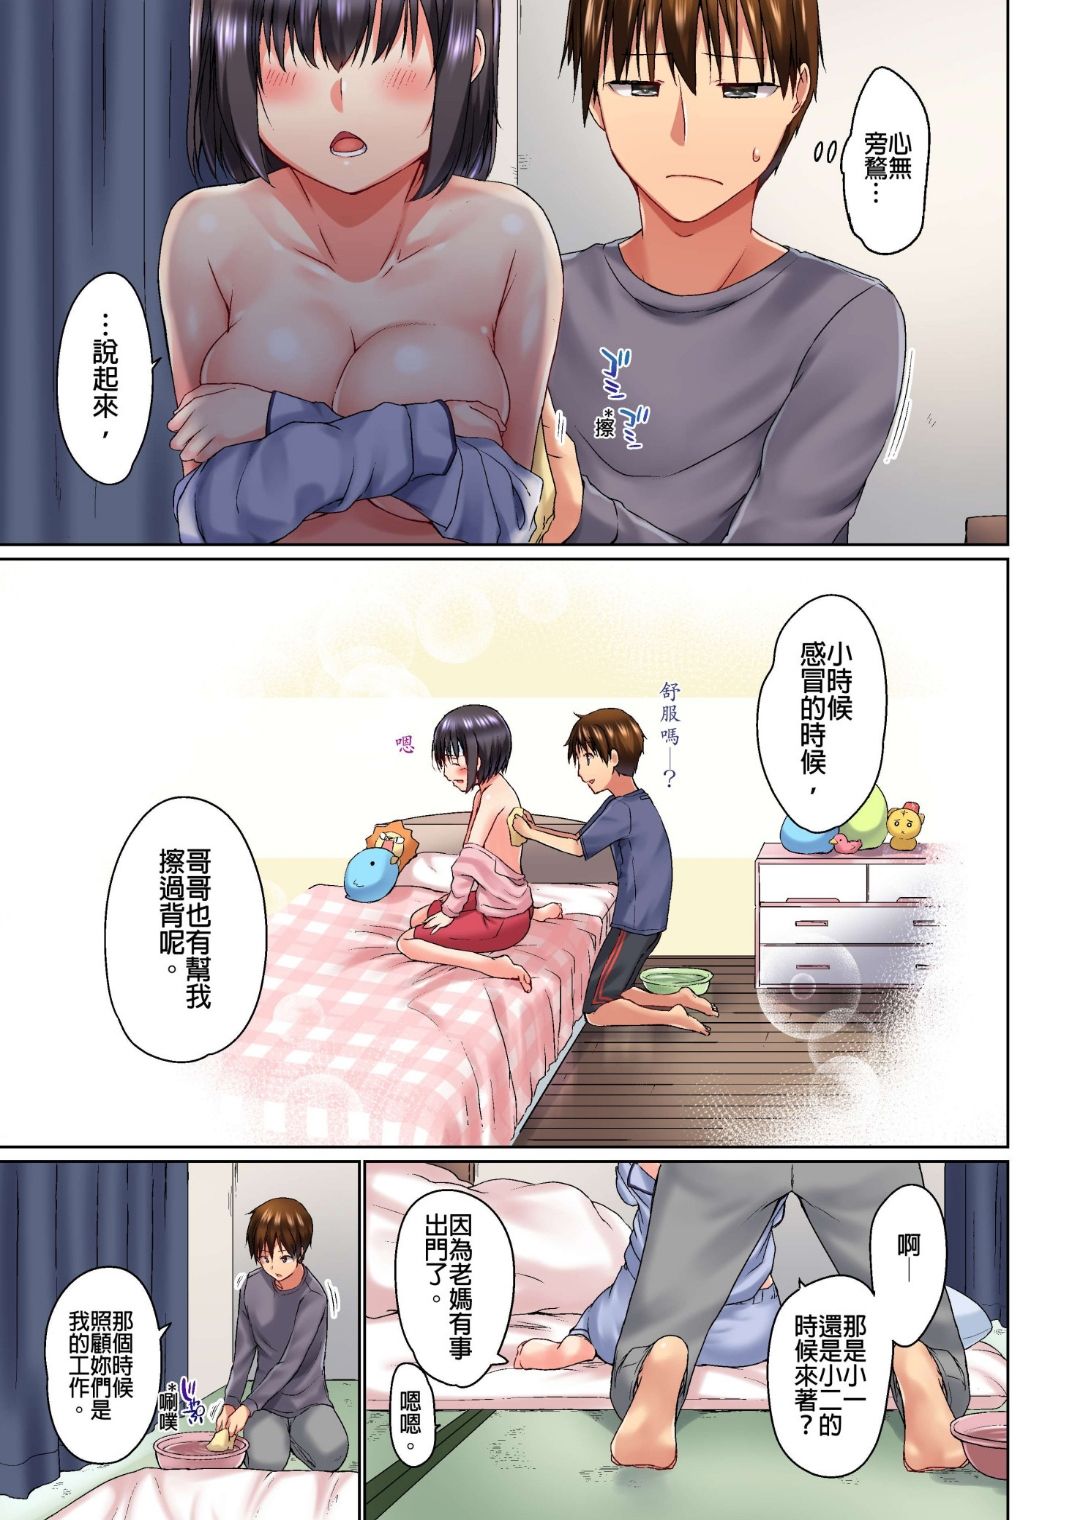 心無
旁騖…
…說起來，
ゴシ
ゴシ
*擦
小時候
感冒的時候，
舒服嗎—？
嗯
哥哥也有幫我
擦過背呢。
啊—
那是小一
還是小二的
時候來著？
因為老媽有事
出門了。
嗯嗯。
那個時候
照顧妳們是
我的工作。
*唰噗